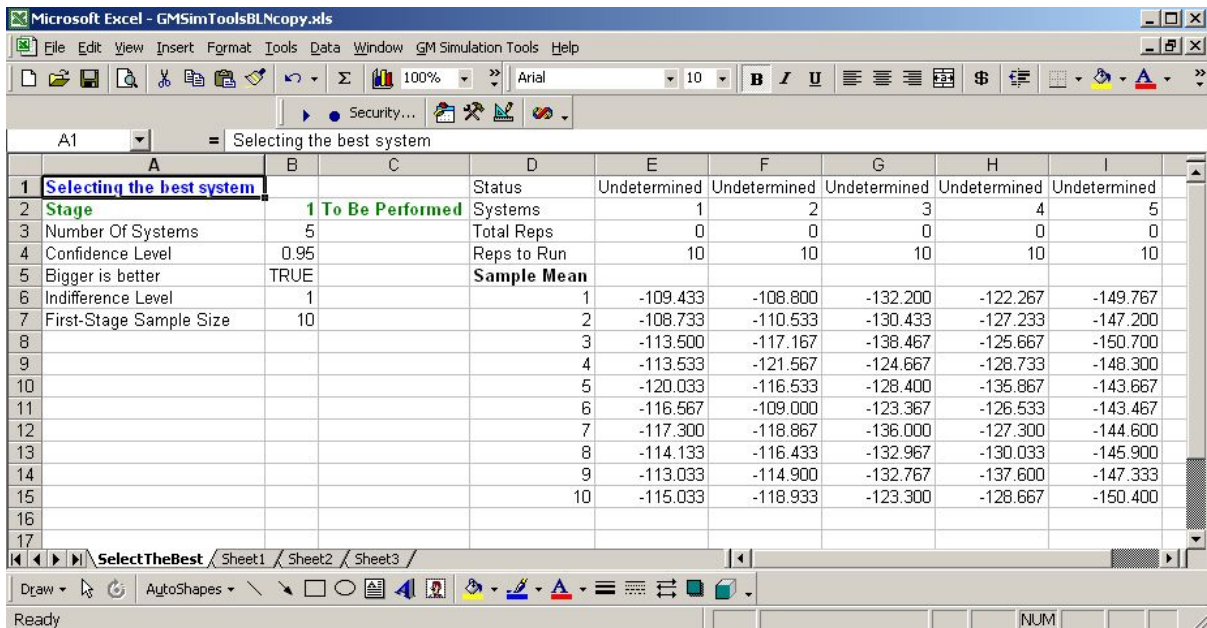 Microsoft Excel - GMSimToolsBLNcopy.xls
File Edit View Insert Format Tools Data Window GM Simulation Tools Help
Σ 100% » Arial 10 B I U $ A »
Security...
A1 = Selecting the best system
A B C D E F G H I
1 Selecting the best system Status Undetermined Undetermined Undetermined Undetermined Undetermined
2 Stage 1 To Be Performed Systems 1 2 3 4 5
3 Number Of Systems 5 Total Reps 0 0 0 0 0
4 Confidence Level 0.95 Reps to Run 10 10 10 10 10
5 Bigger is better TRUE Sample Mean
6 Indifference Level 1 1 -109.433 -108.800 -132.200 -122.267 -149.767
7 First-Stage Sample Size 10 2 -108.733 -110.533 -130.433 -127.233 -147.200
8 3 -113.500 -117.167 -138.467 -125.667 -150.700
9 4 -113.533 -121.567 -124.667 -128.733 -148.300
10 5 -120.033 -116.533 -128.400 -135.867 -143.667
11 6 -116.567 -109.000 -123.367 -126.533 -143.467
12 7 -117.300 -118.867 -136.000 -127.300 -144.600
13 8 -114.133 -116.433 -132.967 -130.033 -145.900
14 9 -113.033 -114.900 -132.767 -137.600 -147.333
15 10 -115.033 -118.933 -123.300 -128.667 -150.400
16
17
SelectTheBest / Sheet1 / Sheet2 / Sheet3 /
Draw AutoShapes A
Ready NUM